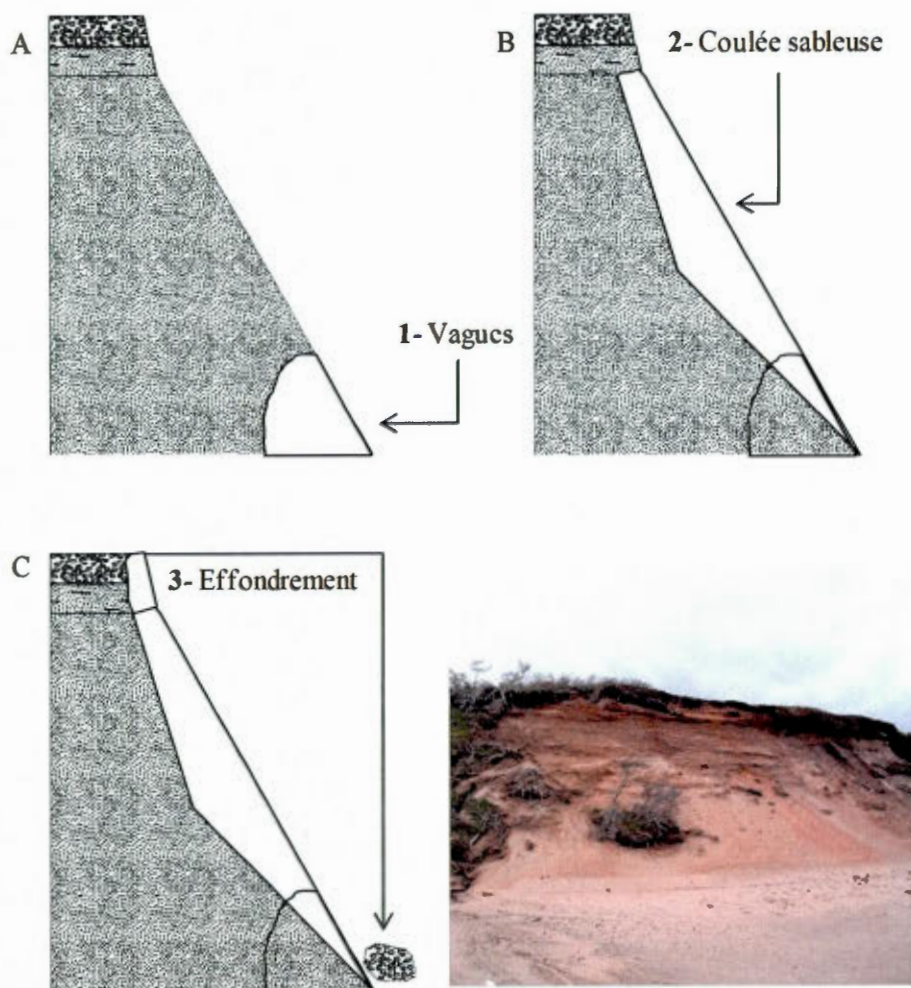 A
B
2- Coulée sableuse
1- Vagues
C
3- Effondrement